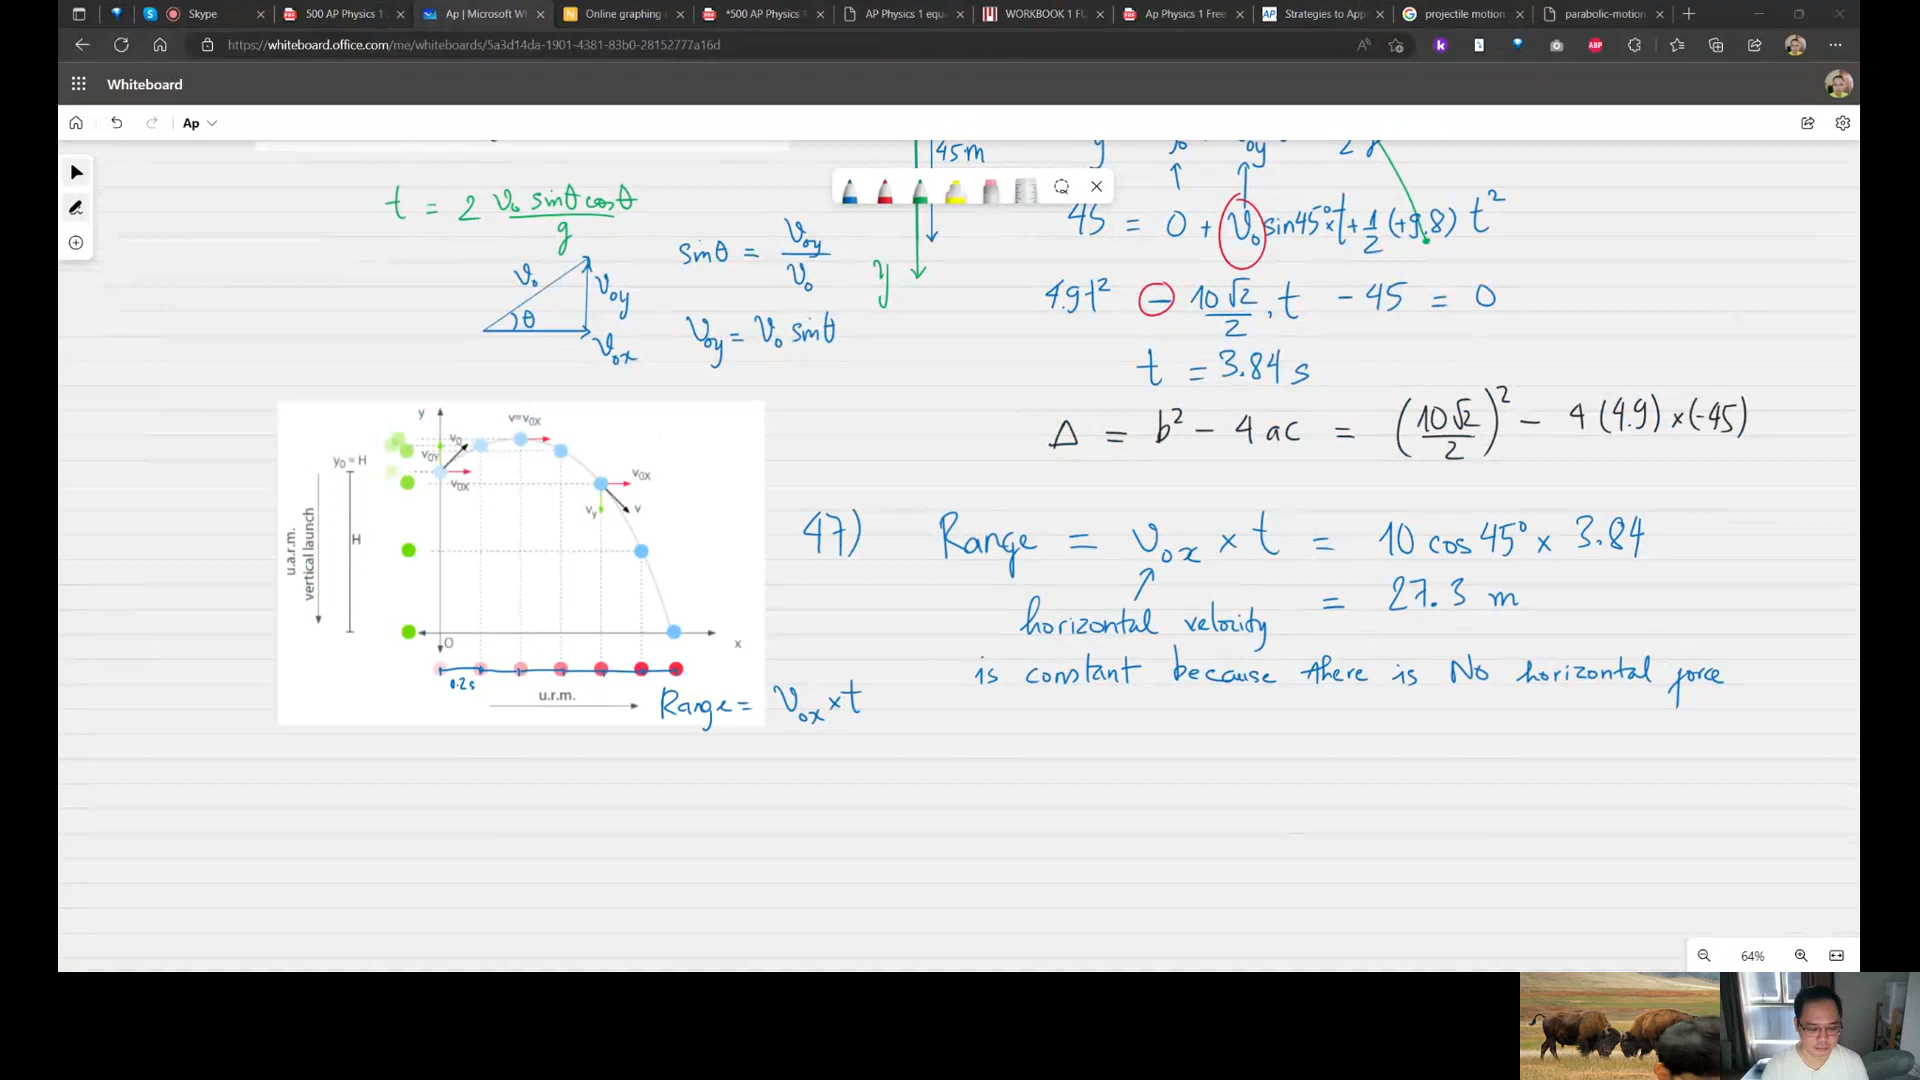 Skype
500 AP Physics 1
Ap | Microsoft W
Online graphing
*500 AP Physics
AP Physics 1 equ
WORKBOOK 1 FU
Ap Physics 1 Free
Strategies to App
projectile motion
parabolic-motion
https://whiteboard.office.com/me/whiteboards/5a3d14da-1901-4381-83b0-28152777a16d
Whiteboard
Ap
45m
t = 2 v₀ sinθ cosθ / g
sinθ = v₀y / v₀
v₀
v₀y
θ
v₀x
v₀y = v₀ sinθ
y
45 = 0 + v₀ sin45° × t + 1/2 (+9.8) t²
4.9t² − 10√2/2 . t − 45 = 0
t = 3.84 s
Δ = b² − 4ac = (10√2/2)² − 4(4.9)×(−45)
y
v=v0X
v0
v0Y
v0X
y0 = H
v0X
vy
v
H
u.a.r.m.
vertical launch
O
x
0.2s
u.r.m.
Range = v₀x × t
47) Range = v₀x × t = 10 cos45° × 3.84
= 27.3 m
horizontal velocity
is constant because there is No horizontal force
64%